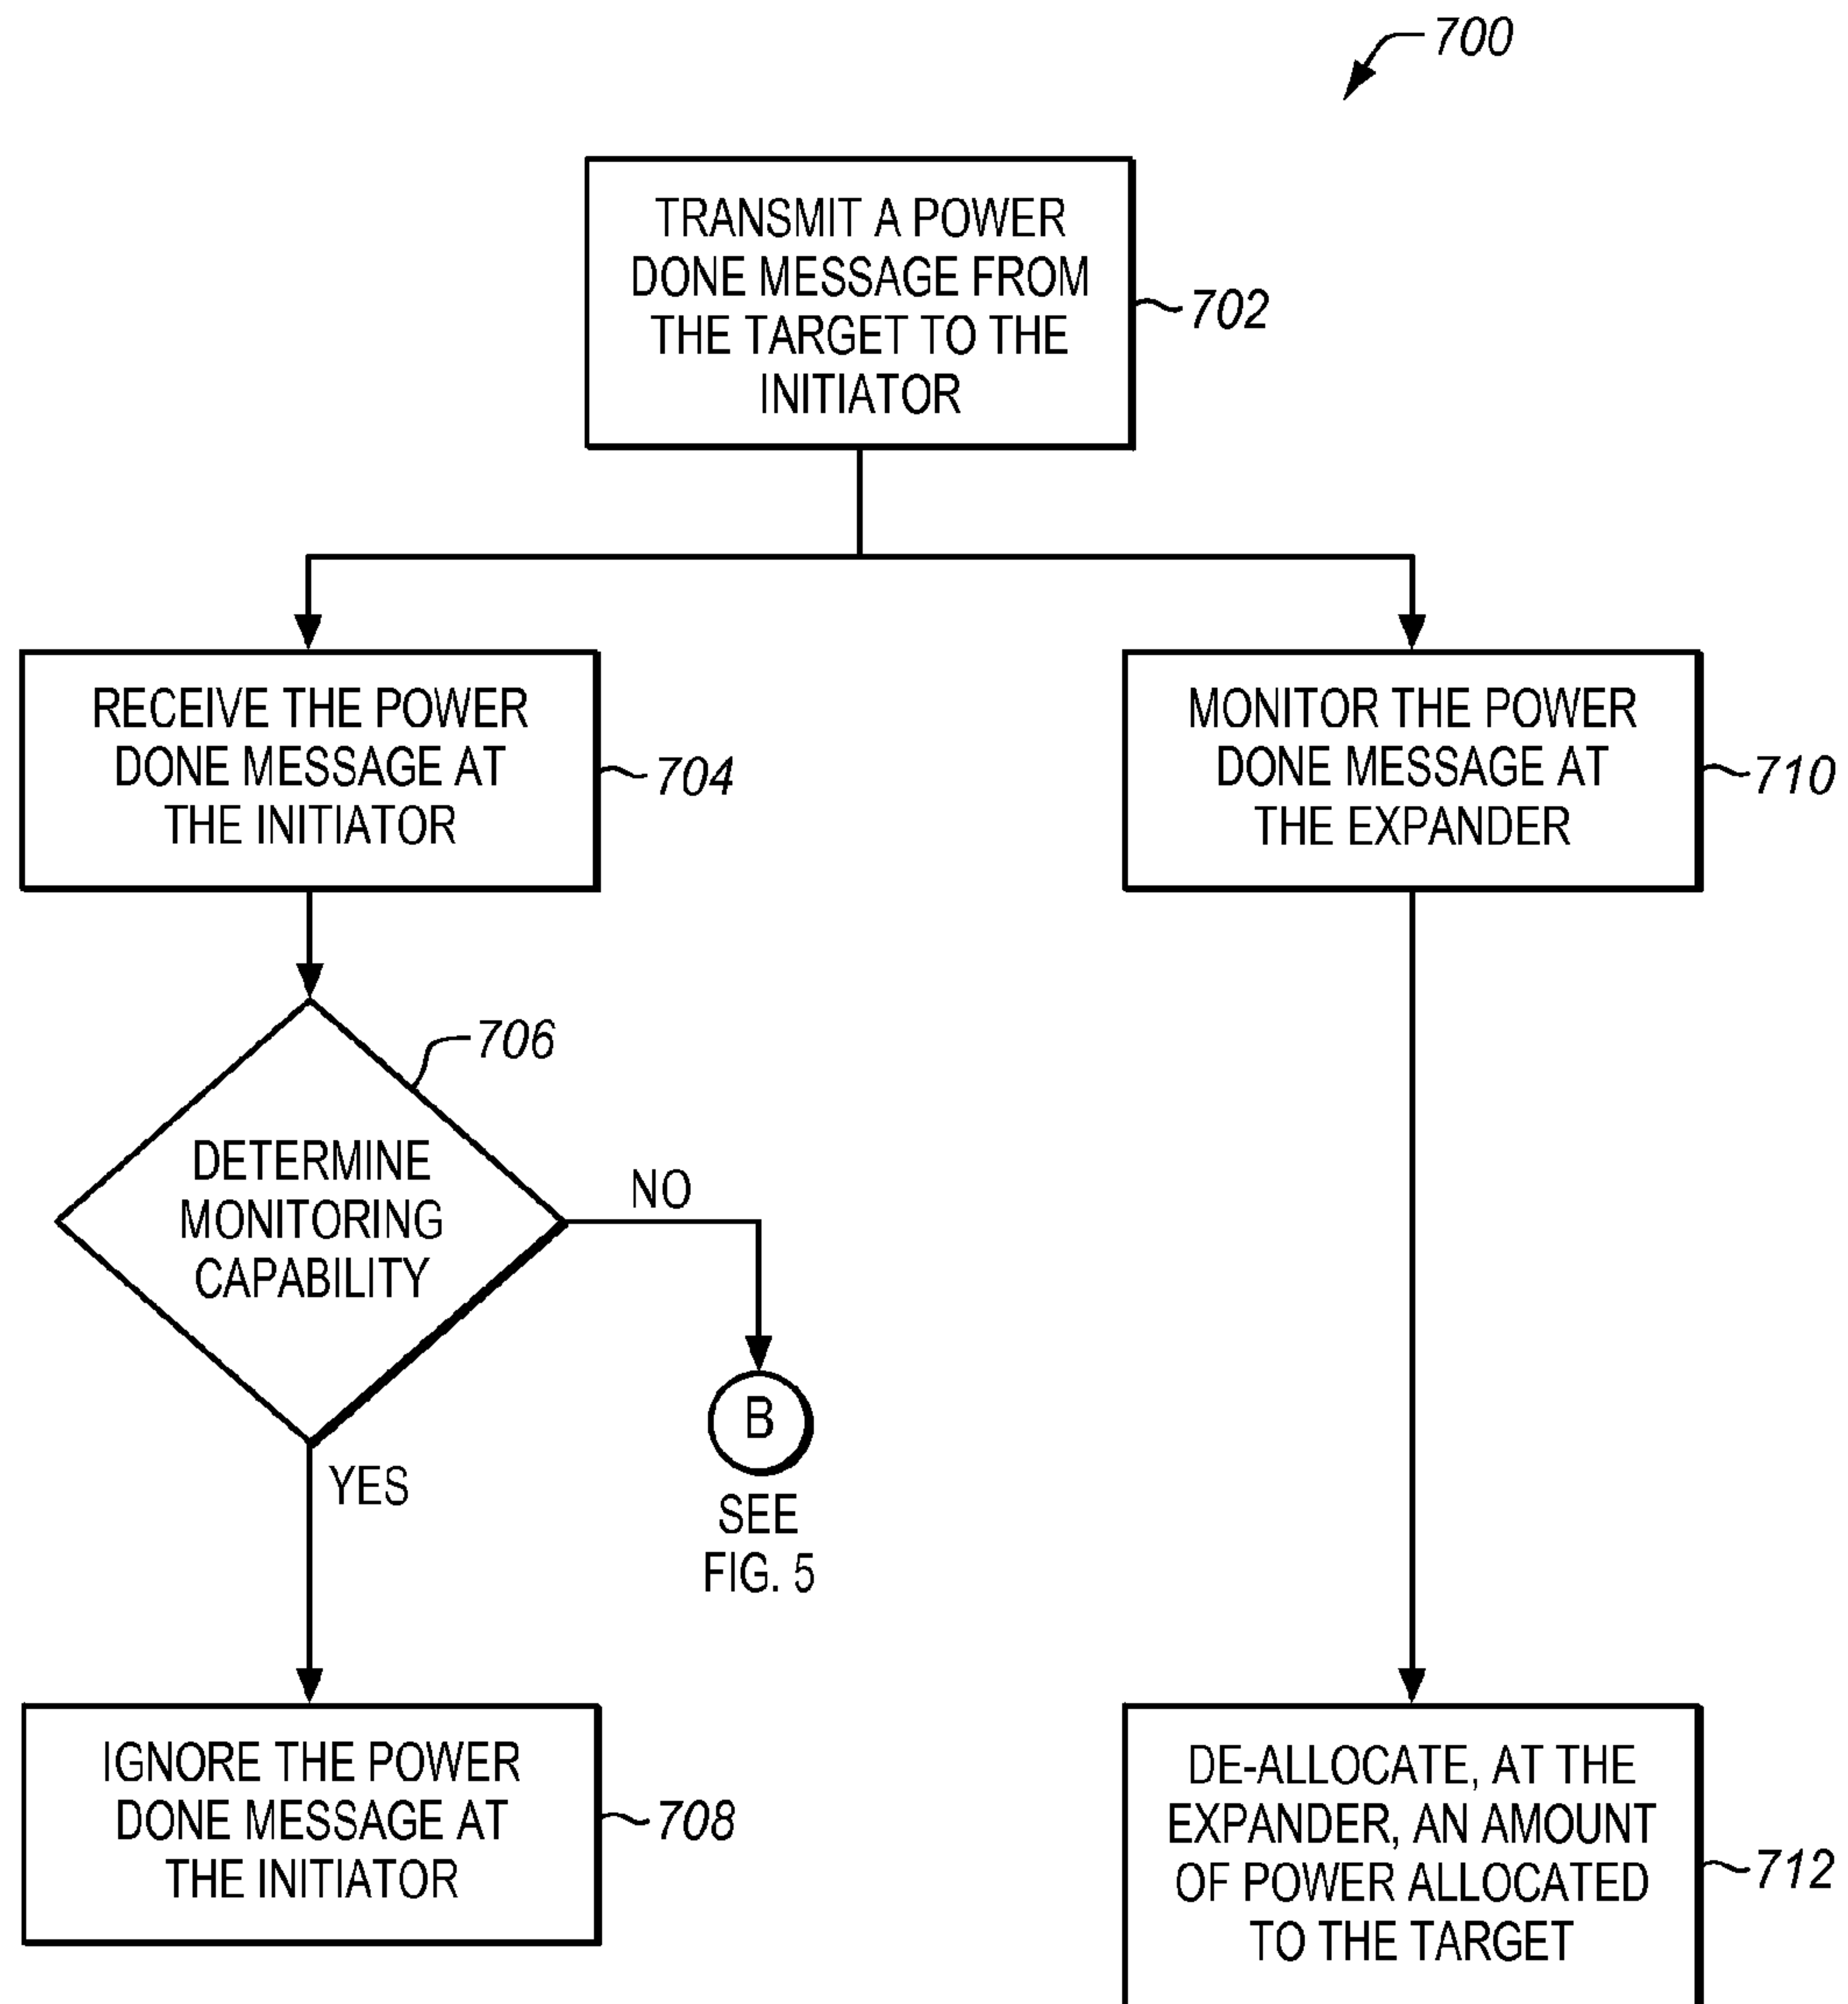 700
TRANSMIT A POWER
DONE MESSAGE FROM
THE TARGET TO THE
INITIATOR
702
RECEIVE THE POWER
DONE MESSAGE AT
THE INITIATOR
704
MONITOR THE POWER
DONE MESSAGE AT
THE EXPANDER
710
706
DETERMINE
MONITORING
CAPABILITY
NO
YES
B
SEE
FIG. 5
IGNORE THE POWER
DONE MESSAGE AT
THE INITIATOR
708
DE-ALLOCATE, AT THE
EXPANDER, AN AMOUNT
OF POWER ALLOCATED
TO THE TARGET
712